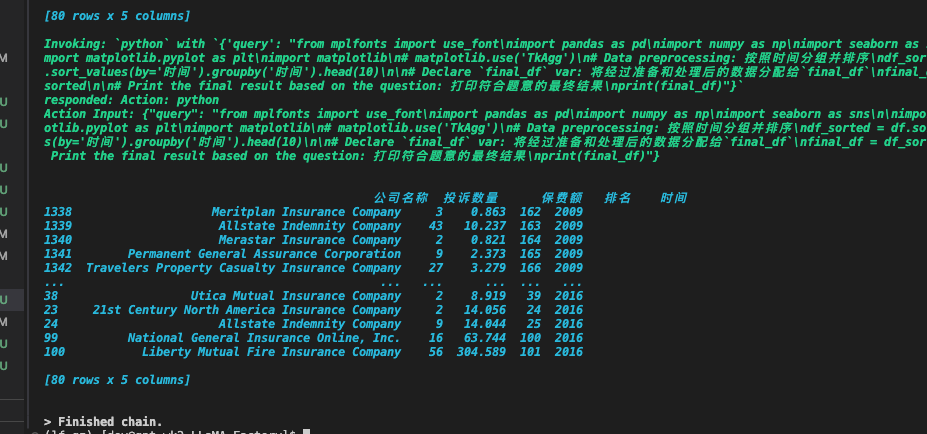 [80 rows x 5 columns]
Invoking: `python` with `{'query': "from mplfonts import use_font\nimport pandas as pd\nimport numpy as np\nimport seaborn as
mport matplotlib.pyplot as plt\nimport matplotlib\n# matplotlib.use('TkAgg')\n# Data preprocessing: 按照时间分组并排序\ndf_sor
.sort_values(by='时间').groupby('时间').head(10)\n\n# Declare `final_df` var: 将经过准备和处理后的数据分配给`final_df`\nfinal_
sorted\n\n# Print the final result based on the question: 打印符合题意的最终结果\nprint(final_df)"}`
responded: Action: python
Action Input: {"query": "from mplfonts import use_font\nimport pandas as pd\nimport numpy as np\nimport seaborn as sns\n\nimpo
otlib.pyplot as plt\nimport matplotlib\n# matplotlib.use('TkAgg')\n# Data preprocessing: 按照时间分组并排序\ndf_sorted = df.so
s(by='时间').groupby('时间').head(10)\n\n# Declare `final_df` var: 将经过准备和处理后的数据分配给`final_df`\nfinal_df = df_sor
Print the final result based on the question: 打印符合题意的最终结果\nprint(final_df)"}
公司名称 投诉数量 保费额 排名 时间
1338 Meritplan Insurance Company 3 0.863 162 2009
1339 Allstate Indemnity Company 43 10.237 163 2009
1340 Merastar Insurance Company 2 0.821 164 2009
1341 Permanent General Assurance Corporation 9 2.373 165 2009
1342 Travelers Property Casualty Insurance Company 27 3.279 166 2009
... ... ... ... ... ...
38 Utica Mutual Insurance Company 2 8.919 39 2016
23 21st Century North America Insurance Company 2 14.056 24 2016
24 Allstate Indemnity Company 9 14.044 25 2016
99 National General Insurance Online, Inc. 16 63.744 100 2016
100 Liberty Mutual Fire Insurance Company 56 304.589 101 2016
[80 rows x 5 columns]
> Finished chain.
M
U
U
U
U
U
M
M
U
M
U
U